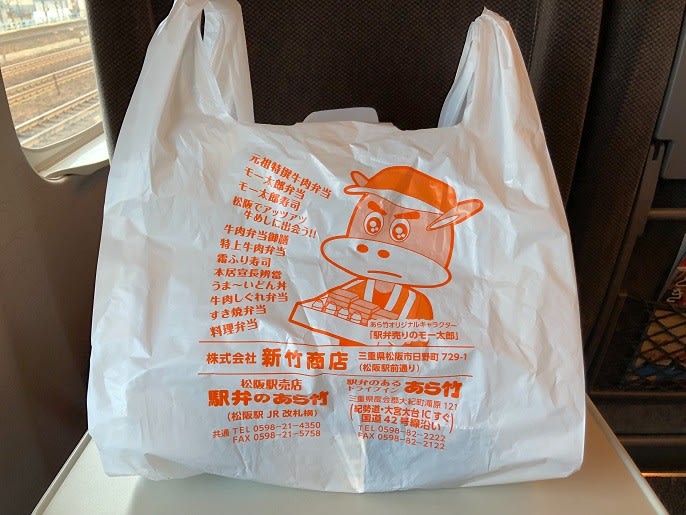 元祖特撰牛肉弁当
モー太郎弁当
モー太郎寿司
松阪でアッツアツ
牛めしに出会う!!
牛肉弁当御膳
特上牛肉弁当
霜ふり寿司
本居宣長辨當
うま〜いどん丼
牛肉しぐれ弁当
すき焼弁当
料理弁当
あら竹オリジナルキャラクター
「駅弁売りのモー太郎」
株式会社 新竹商店
三重県松阪市日野町729-1
(松阪駅前通り)
松阪駅売店
駅弁のあら竹
(松阪駅 JR改札横)
共通 TEL 0598-21-4350
FAX 0598-21-5758
駅弁のある
ドライブイン あら竹
三重県度会郡大紀町滝原 121
(紀勢道・大宮大台ICすぐ
国道42号線沿い)
TEL 0598-82-2222
FAX 0598-82-2122